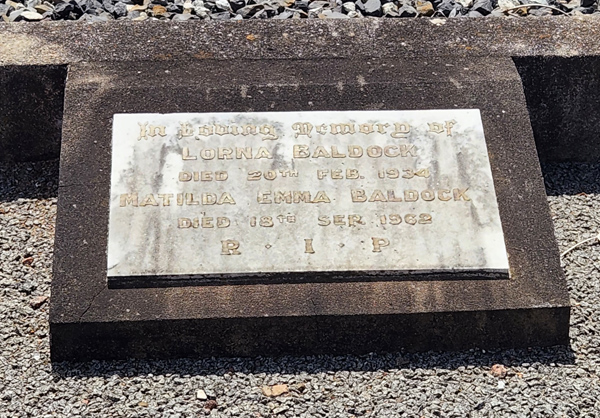 In Loving Memory of
LORNA BALDOCK
DIED 20TH FEB. 1934
MATILDA EMMA BALDOCK
DIED 18TH SEP. 1962
R · I · P